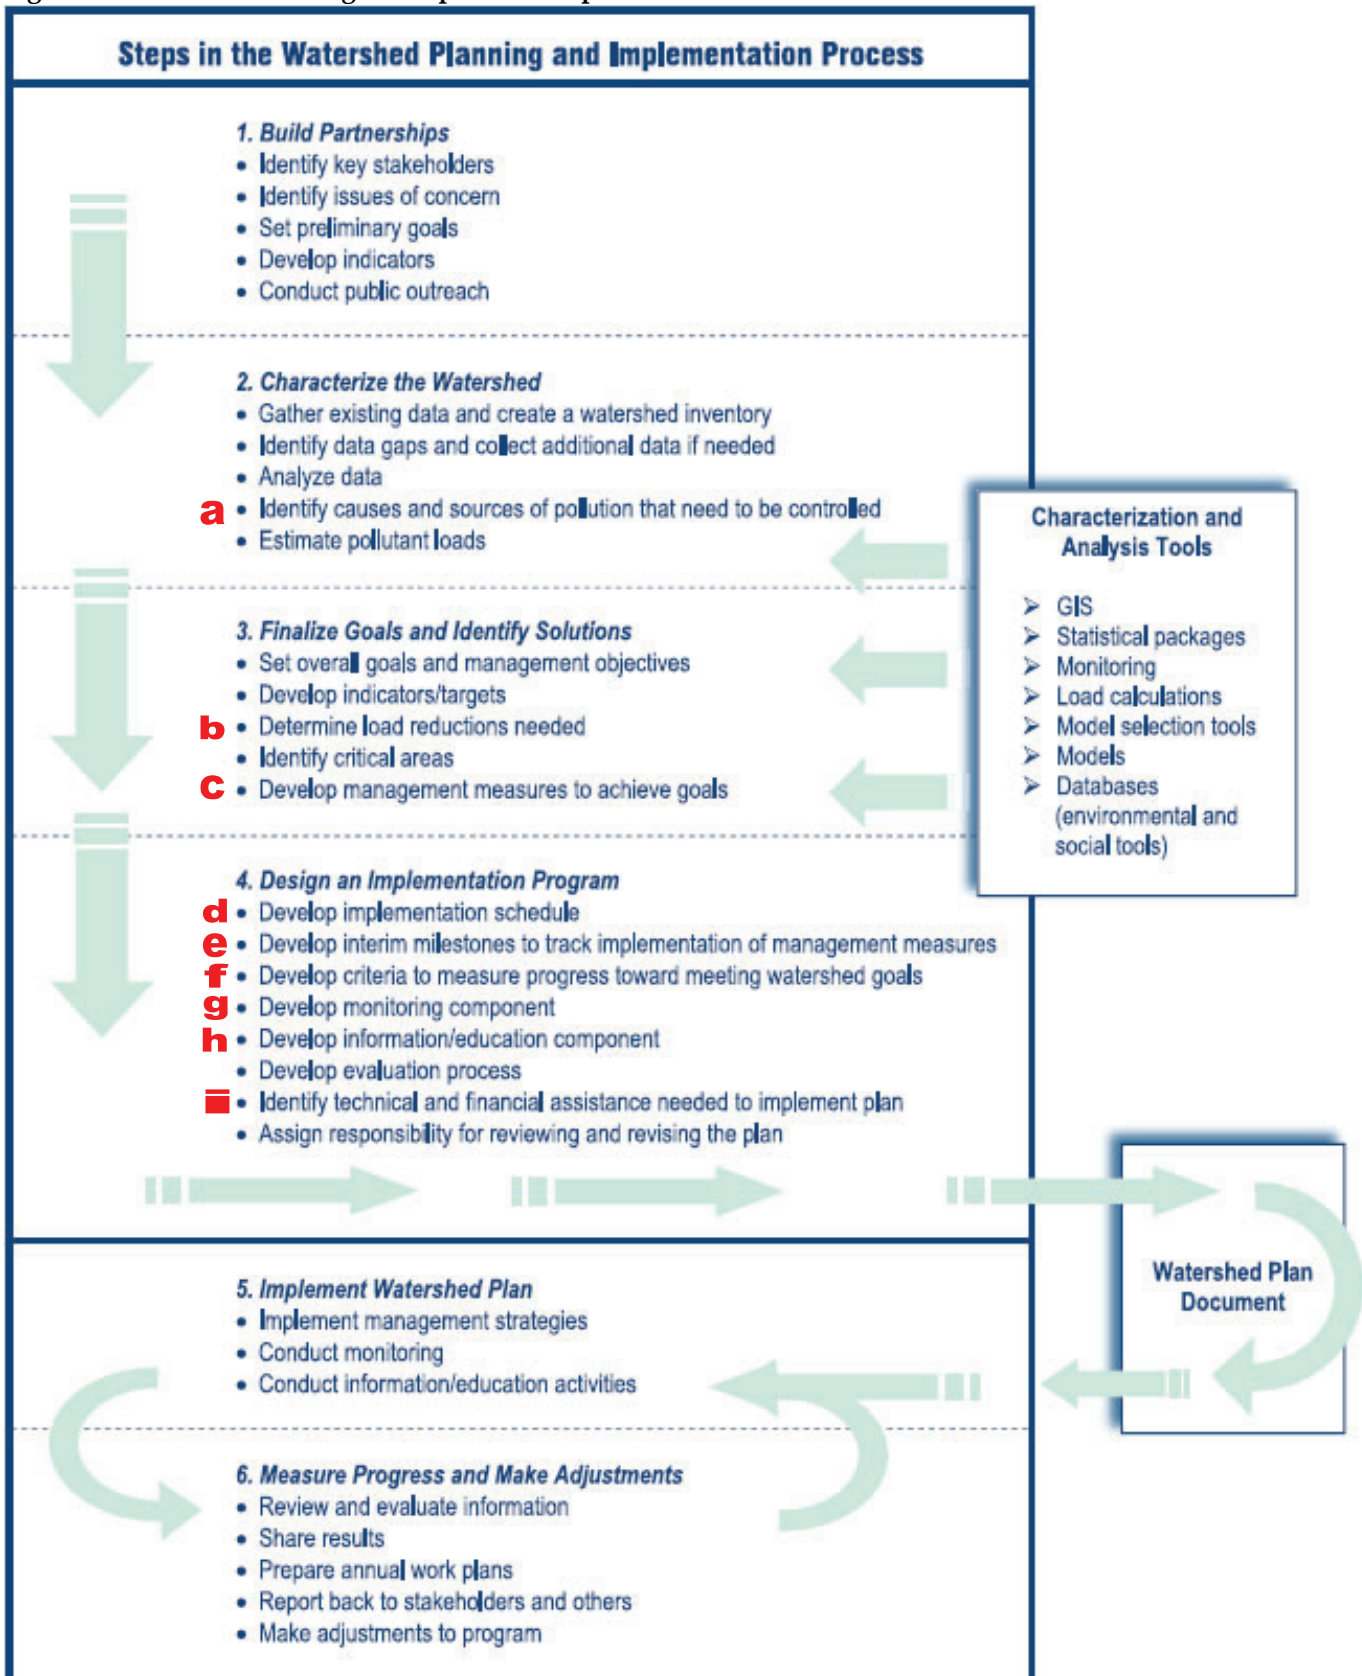 Steps in the Watershed Planning and Implementation Process
1. Build Partnerships
• Identify key stakeholders
• Identify issues of concern
• Set preliminary goals
• Develop indicators
• Conduct public outreach
2. Characterize the Watershed
• Gather existing data and create a watershed inventory
• Identify data gaps and collect additional data if needed
• Analyze data
a • Identify causes and sources of pollution that need to be controlled
• Estimate pollutant loads
3. Finalize Goals and Identify Solutions
• Set overall goals and management objectives
• Develop indicators/targets
b • Determine load reductions needed
• Identify critical areas
c • Develop management measures to achieve goals
Characterization and
Analysis Tools
➢ GIS
➢ Statistical packages
➢ Monitoring
➢ Load calculations
➢ Model selection tools
➢ Models
➢ Databases
(environmental and
social tools)
4. Design an Implementation Program
d • Develop implementation schedule
e • Develop interim milestones to track implementation of management measures
f • Develop criteria to measure progress toward meeting watershed goals
g • Develop monitoring component
h • Develop information/education component
• Develop evaluation process
i • Identify technical and financial assistance needed to implement plan
• Assign responsibility for reviewing and revising the plan
Watershed Plan
Document
5. Implement Watershed Plan
• Implement management strategies
• Conduct monitoring
• Conduct information/education activities
6. Measure Progress and Make Adjustments
• Review and evaluate information
• Share results
• Prepare annual work plans
• Report back to stakeholders and others
• Make adjustments to program